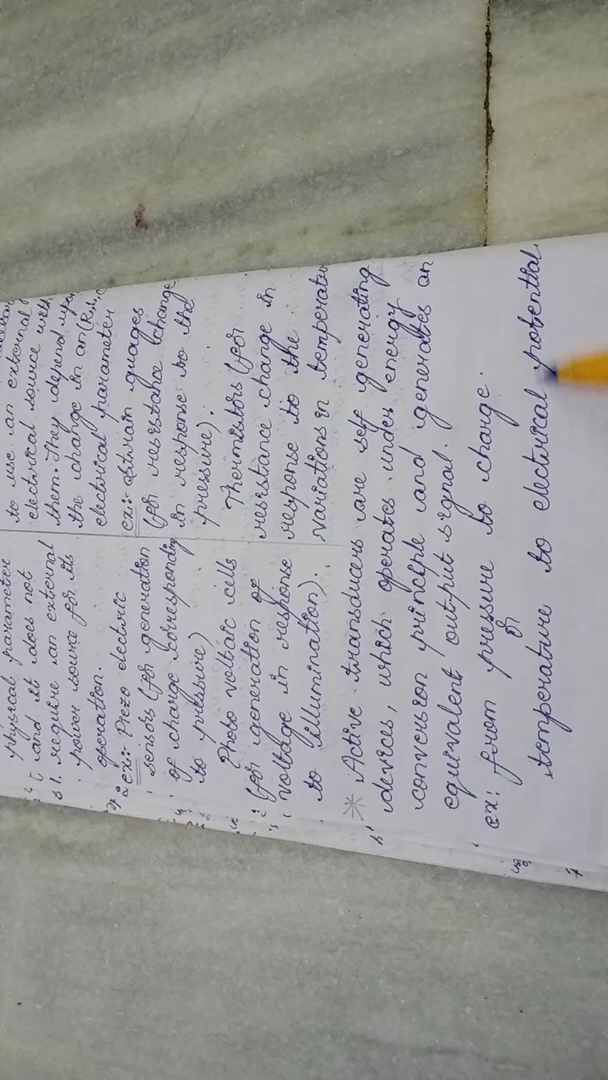 physical parameter
and it does not
require an external
power source for its
operation.
ex:- Piezo electric
sensors (for generation
of charge corresponding
to pressure)
Photo voltaic cells
(for generation of
voltage in response
to illumination).
to use an external
electrical source with
them. They depend upon
the change in an (R, L, C
electrical parameter
ex:- Strain guages
(for resistance change
in response to the
pressure).
Thermistors (for
resistance change in
response to the
variations in temperature
* Active transducers are self generating
devices, which operates under energy
conversion principle and generates an
equivalent output signal.
ex: from pressure to charge.
or
temperature to electrical potential